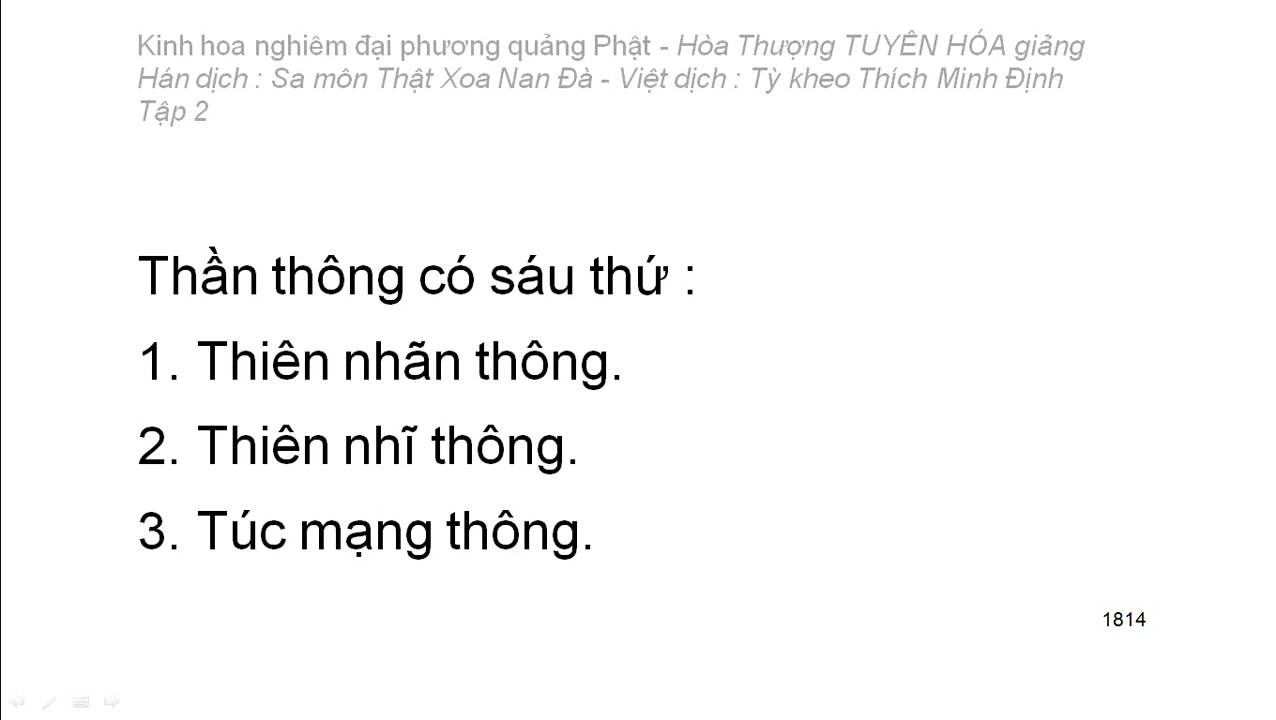 Kinh hoa nghiêm đại phương quảng Phật - Hòa Thượng TUYÊN HÓA giảng
Hán dịch : Sa môn Thật Xoa Nan Đà - Việt dịch : Tỳ kheo Thích Minh Định
Tập 2
Thần thông có sáu thứ :
1. Thiên nhãn thông.
2. Thiên nhĩ thông.
3. Túc mạng thông.
1814